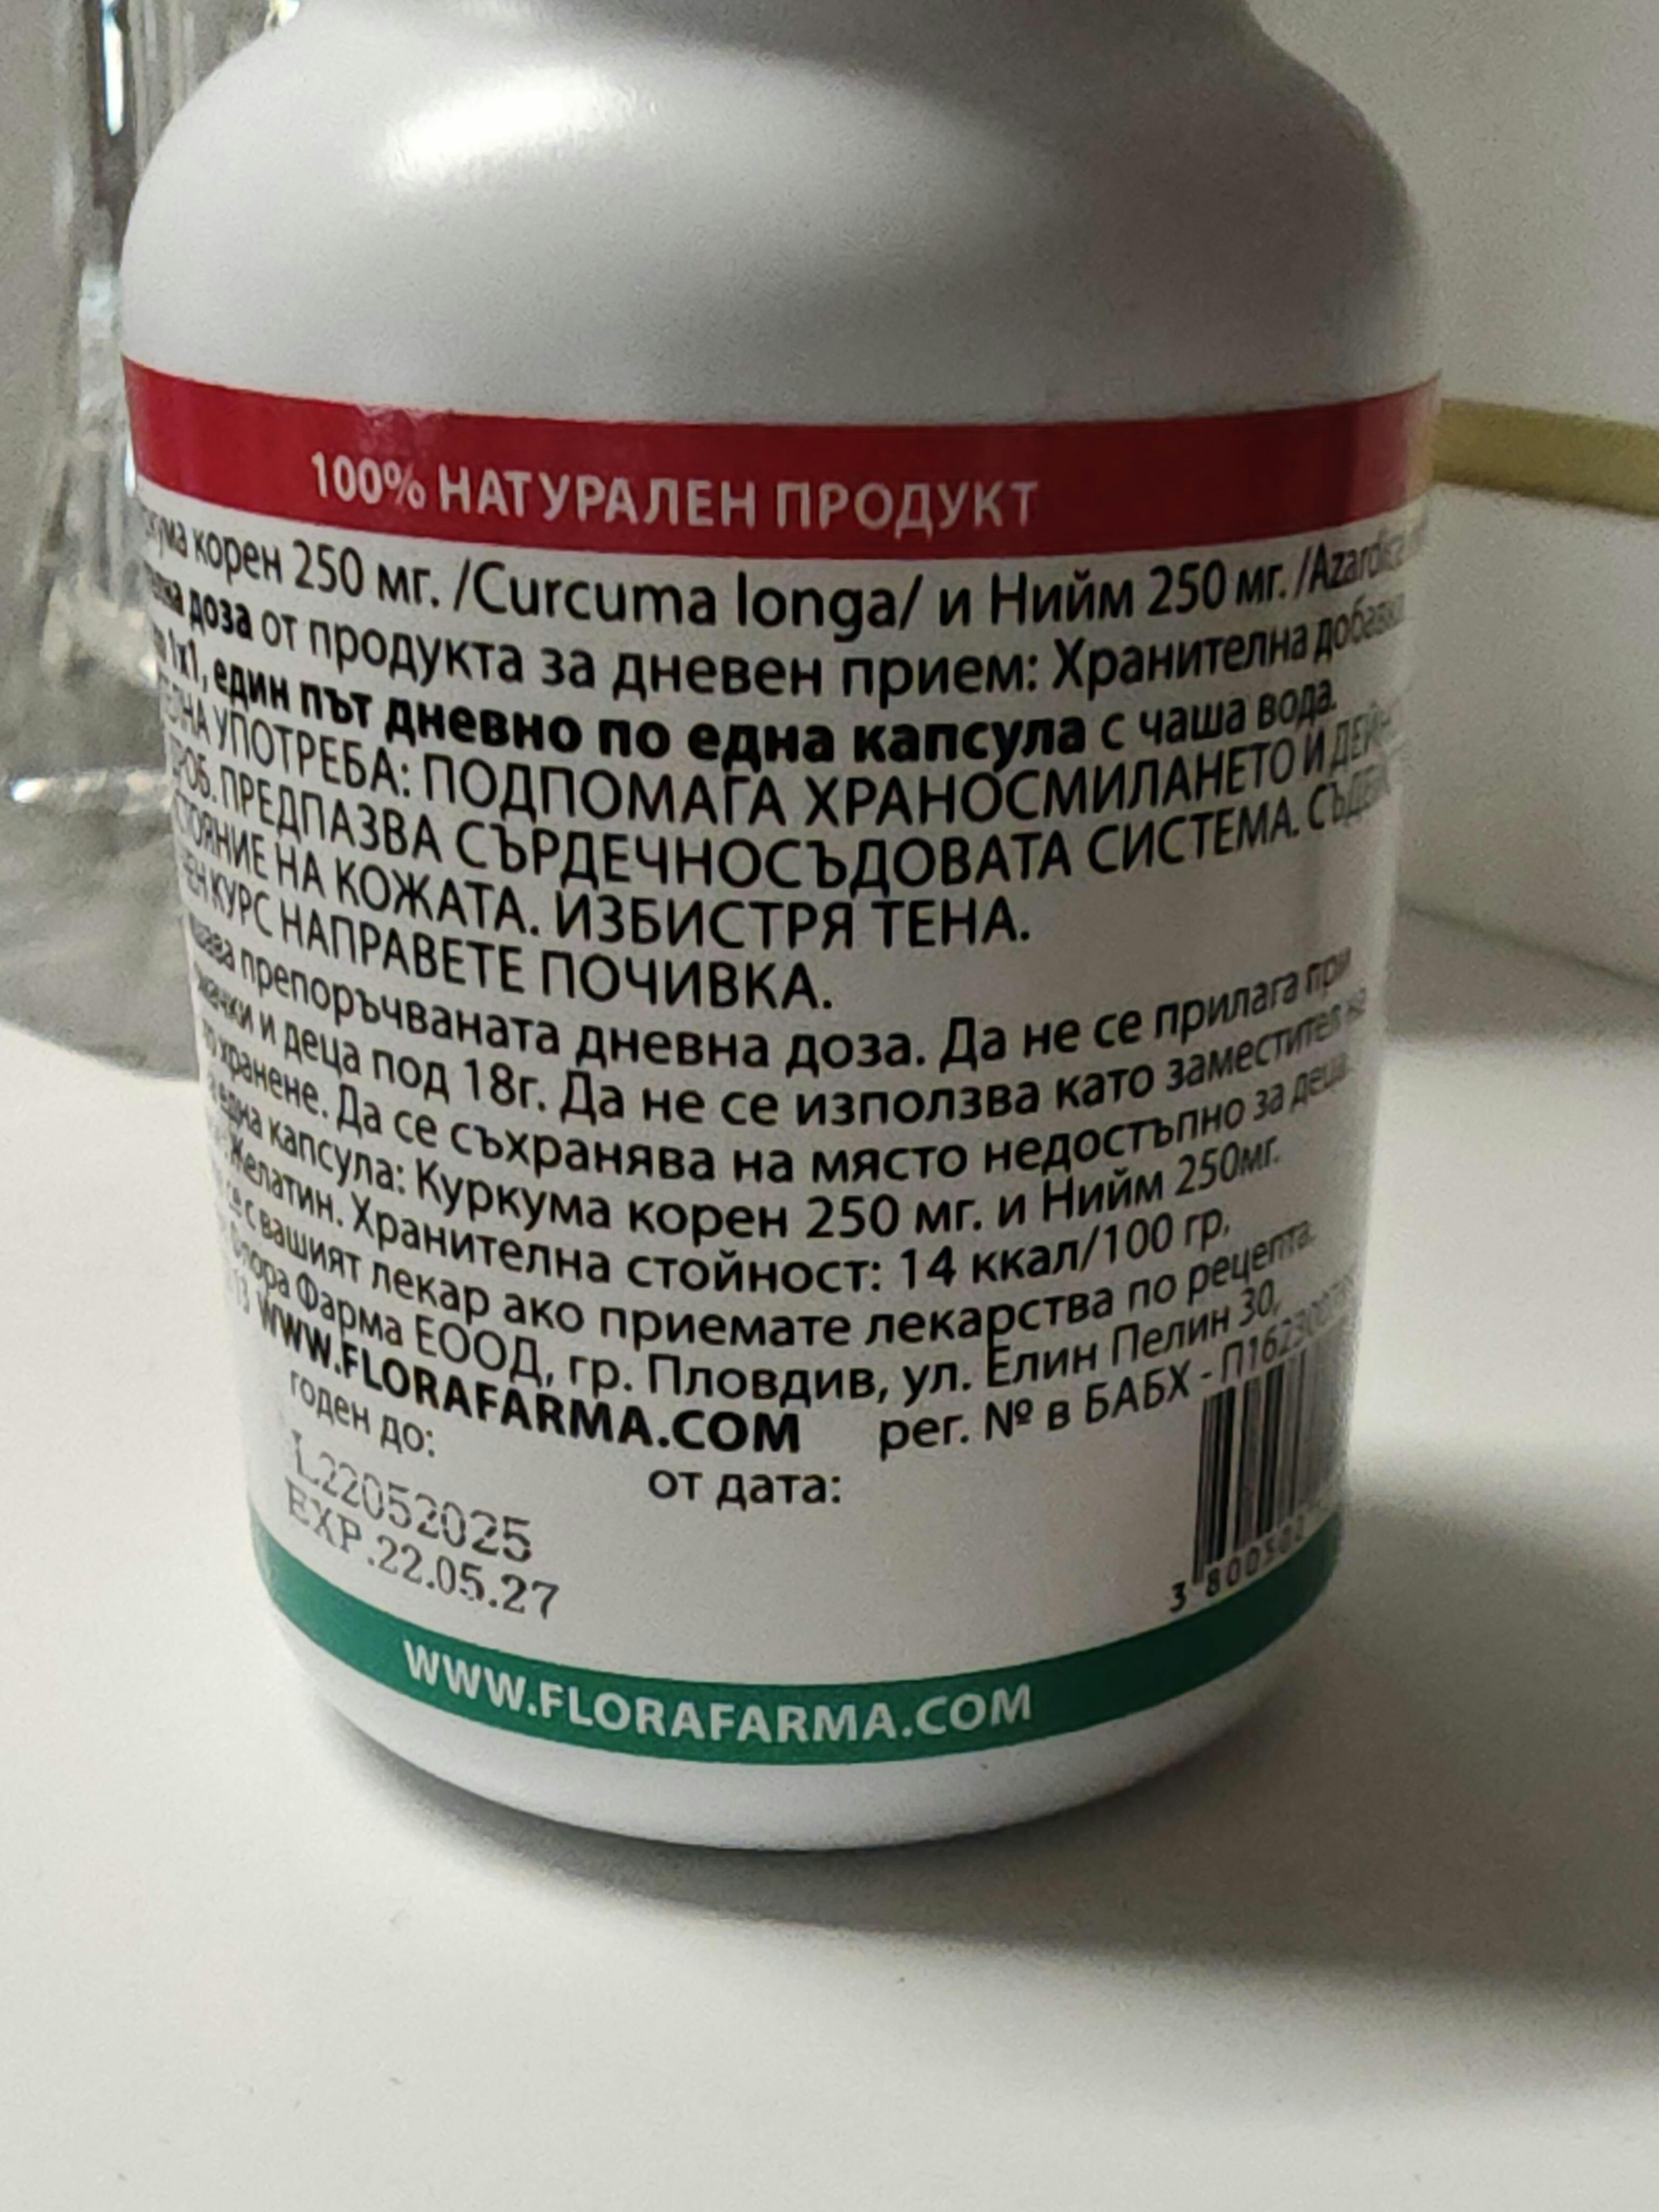 100% НАТУРАЛЕН ПРОДУКТ
корен 250 мг. /Curcuma longa/ и Нийм 250 мг.
доза от продукта за дневен прием: Хранителна добавка
1х1, един път дневно по една капсула с чаша вода.
УПОТРЕБА: ПОДПОМАГА ХРАНОСМИЛАНЕТО И
ПРЕДПАЗВА СЪРДЕЧНОСЪДОВАТА СИСТЕМА.
НА КОЖАТА. ИЗБИСТРЯ ТЕНА.
КУРС НАПРАВЕТЕ ПОЧИВКА.
препоръчваната дневна доза. Да не се прилага при
и деца под 18г. Да не се използва като заместител на
хранене. Да се съхранява на място недостъпно за деца.
една капсула: Куркума корен 250 мг. и Нийм 250мг.
Желатин. Хранителна стойност: 14 ккал/100 гр.
се с вашият лекар ако приемате лекарства по рецепта.
Флора Фарма ЕООД, гр. Пловдив, ул. Елин Пелин 30,
WWW.FLORAFARMA.COM рег. № в БАБХ -
годен до:
от дата:
L22052025
EXP.22.05.27
WWW.FLORAFARMA.COM